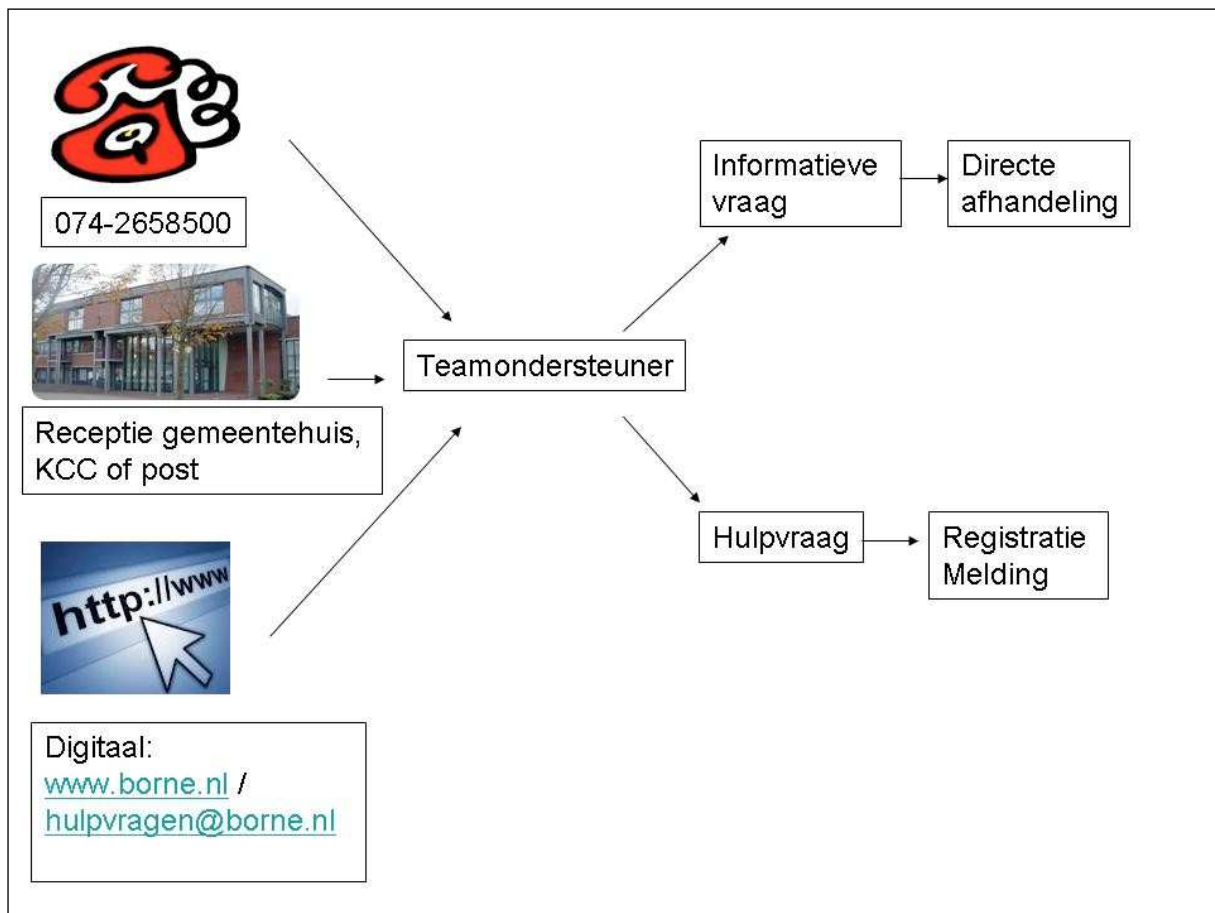 074-2658500
Receptie gemeentehuis,
KCC of post
http://www
Digitaal:
www.borne.nl /
hulpvragen@borne.nl
Teamondersteuner
Informatieve
vraag
Directe
afhandeling
Hulpvraag
Registratie
Melding